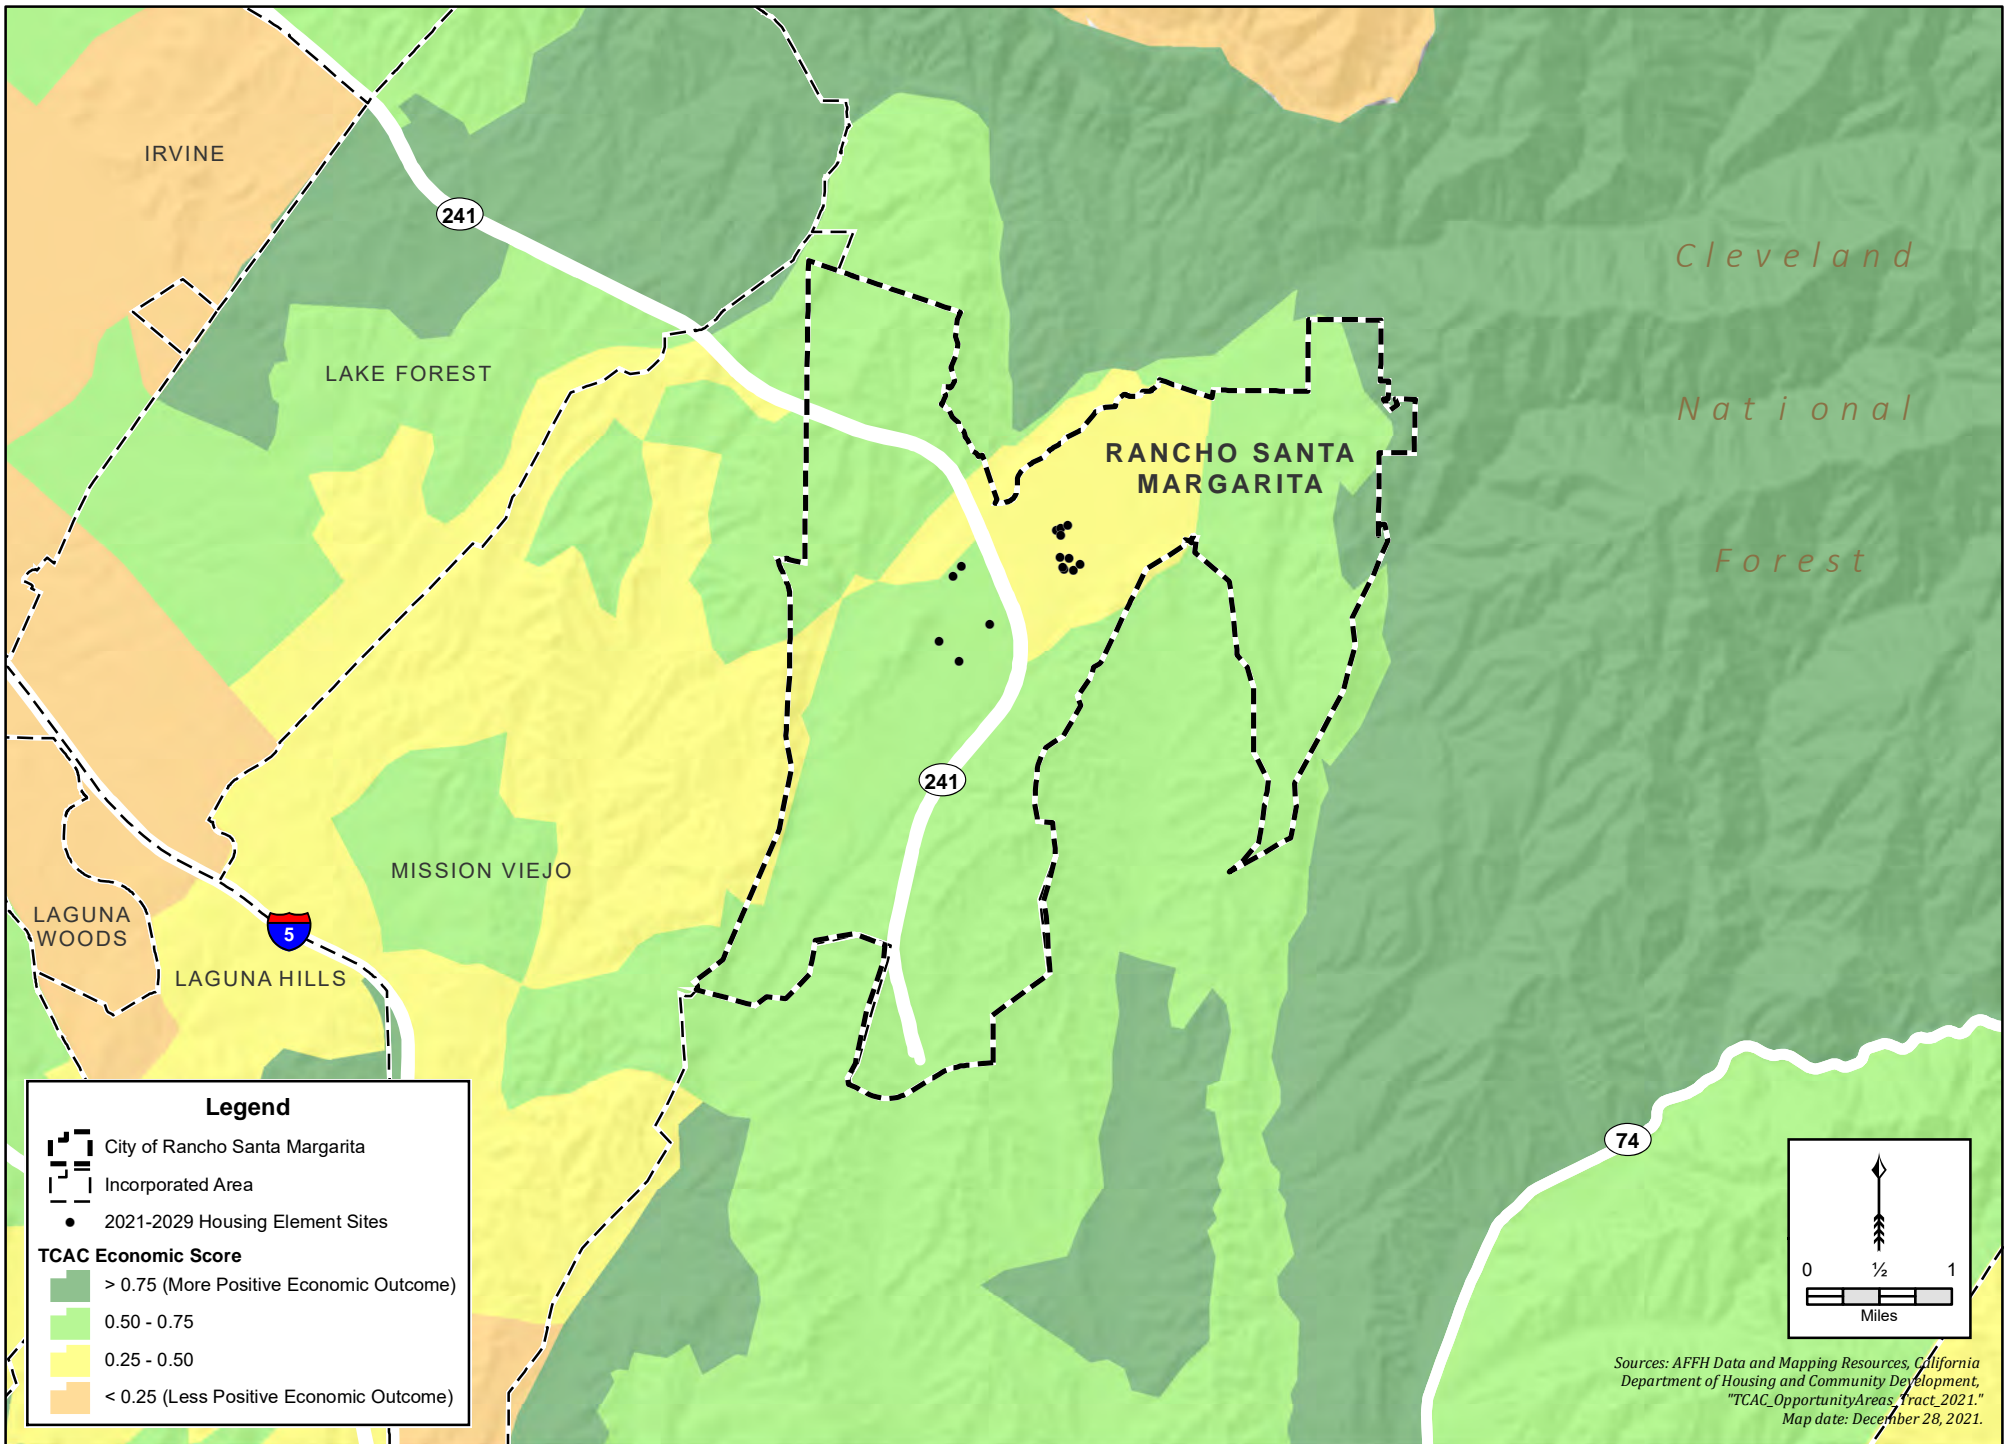 IRVINE
241
Cleveland
LAKE FOREST
National
RANCHO SANTA
MARGARITA
Forest
241
MISSION VIEJO
LAGUNA
WOODS
5
LAGUNA HILLS
74
Legend
City of Rancho Santa Margarita
Incorporated Area
2021-2029 Housing Element Sites
TCAC Economic Score
> 0.75 (More Positive Economic Outcome)
0.50 - 0.75
0.25 - 0.50
< 0.25 (Less Positive Economic Outcome)
0 ½ 1
Miles
Sources: AFFH Data and Mapping Resources, California
Department of Housing and Community Development,
"TCAC_OpportunityAreas_Tract_2021."
Map date: December 28, 2021.